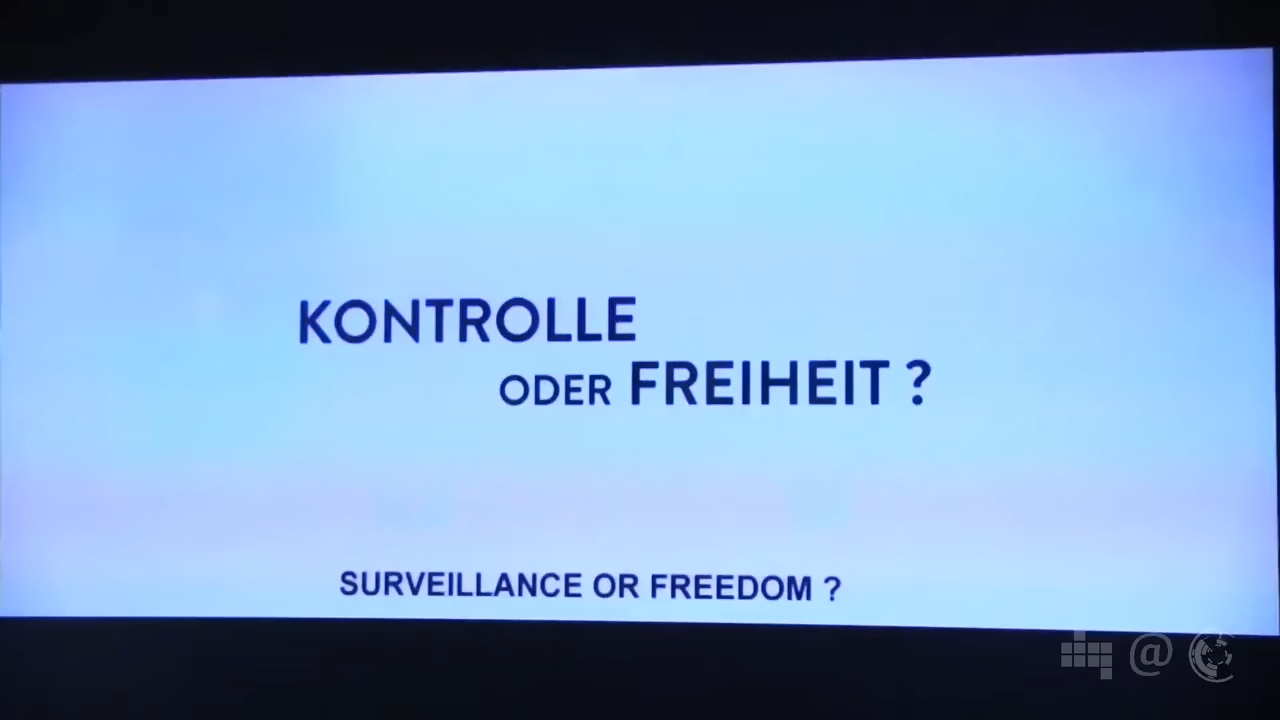 KONTROLLE
ODER FREIHEIT ?
SURVEILLANCE OR FREEDOM ?
@